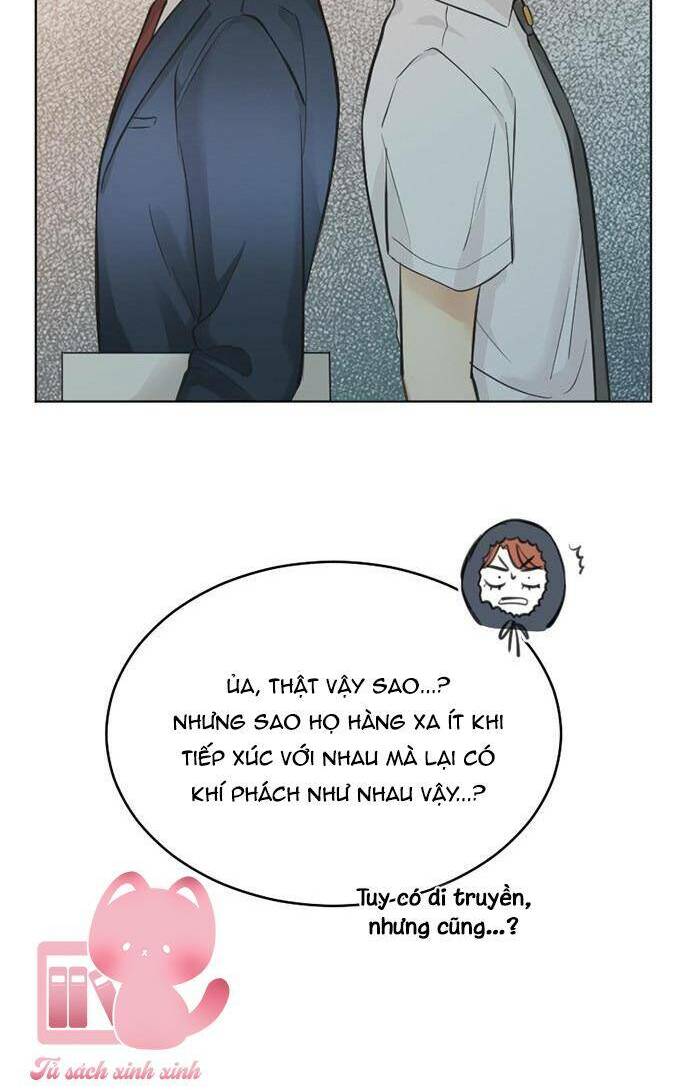 ỦA, THẬT VẬY SAO...?
NHƯNG SAO HỌ HÀNG XA ÍT KHI
TIẾP XÚC VỚI NHAU MÀ LẠI CÓ
KHÍ PHÁCH NHƯ NHAU VẬY...?
Tuy có di truyền,
nhưng cũng...?
Tủ sách xinh xinh